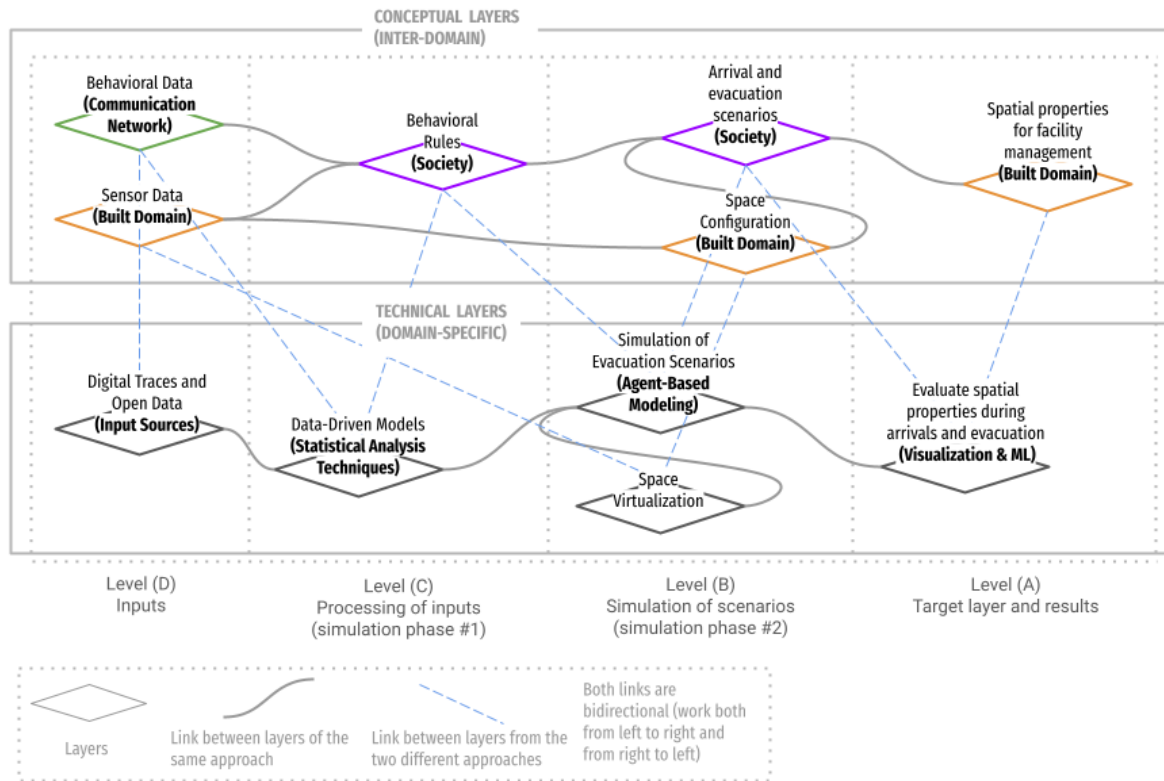 CONCEPTUAL LAYERS
(INTER-DOMAIN)
Behavioral Data
(Communication
Network)
Sensor Data
(Built Domain)
Behavioral
Rules
(Society)
Arrival and
evacuation
scenarios
(Society)
Space
Configuration
(Built Domain)
Spatial properties
for facility
management
(Built Domain)
TECHNICAL LAYERS
(DOMAIN-SPECIFIC)
Digital Traces and
Open Data
(Input Sources)
Data-Driven Models
(Statistical Analysis
Techniques)
Simulation of
Evacuation Scenarios
(Agent-Based
Modeling)
Space
Virtualization
Evaluate spatial
properties during
arrivals and evacuation
(Visualization & ML)
Level (D)
Inputs
Level (C)
Processing of inputs
(simulation phase #1)
Level (B)
Simulation of scenarios
(simulation phase #2)
Level (A)
Target layer and results
Layers
Link between layers of the
same approach
Link between layers from the
two different approaches
Both links are
bidirectional (work both
from left to right and
from right to left)